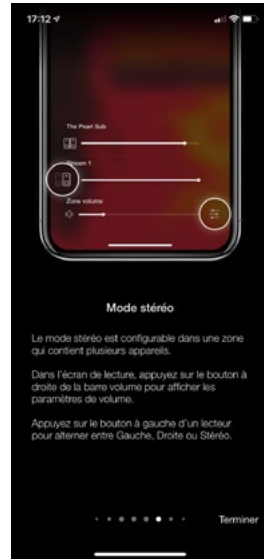 17:12
The Pearl Sub
Stream 1
Zone volume
Mode stéréo
Le mode stéréo est configurable dans une zone
qui contient plusieurs appareils.
Dans l'écran de lecture, appuyez sur le bouton à
droite de la barre volume pour afficher les
paramètres de volume.
Appuyez sur le bouton à gauche d'un lecteur
pour alterner entre Gauche, Droite ou Stéréo.
Terminer